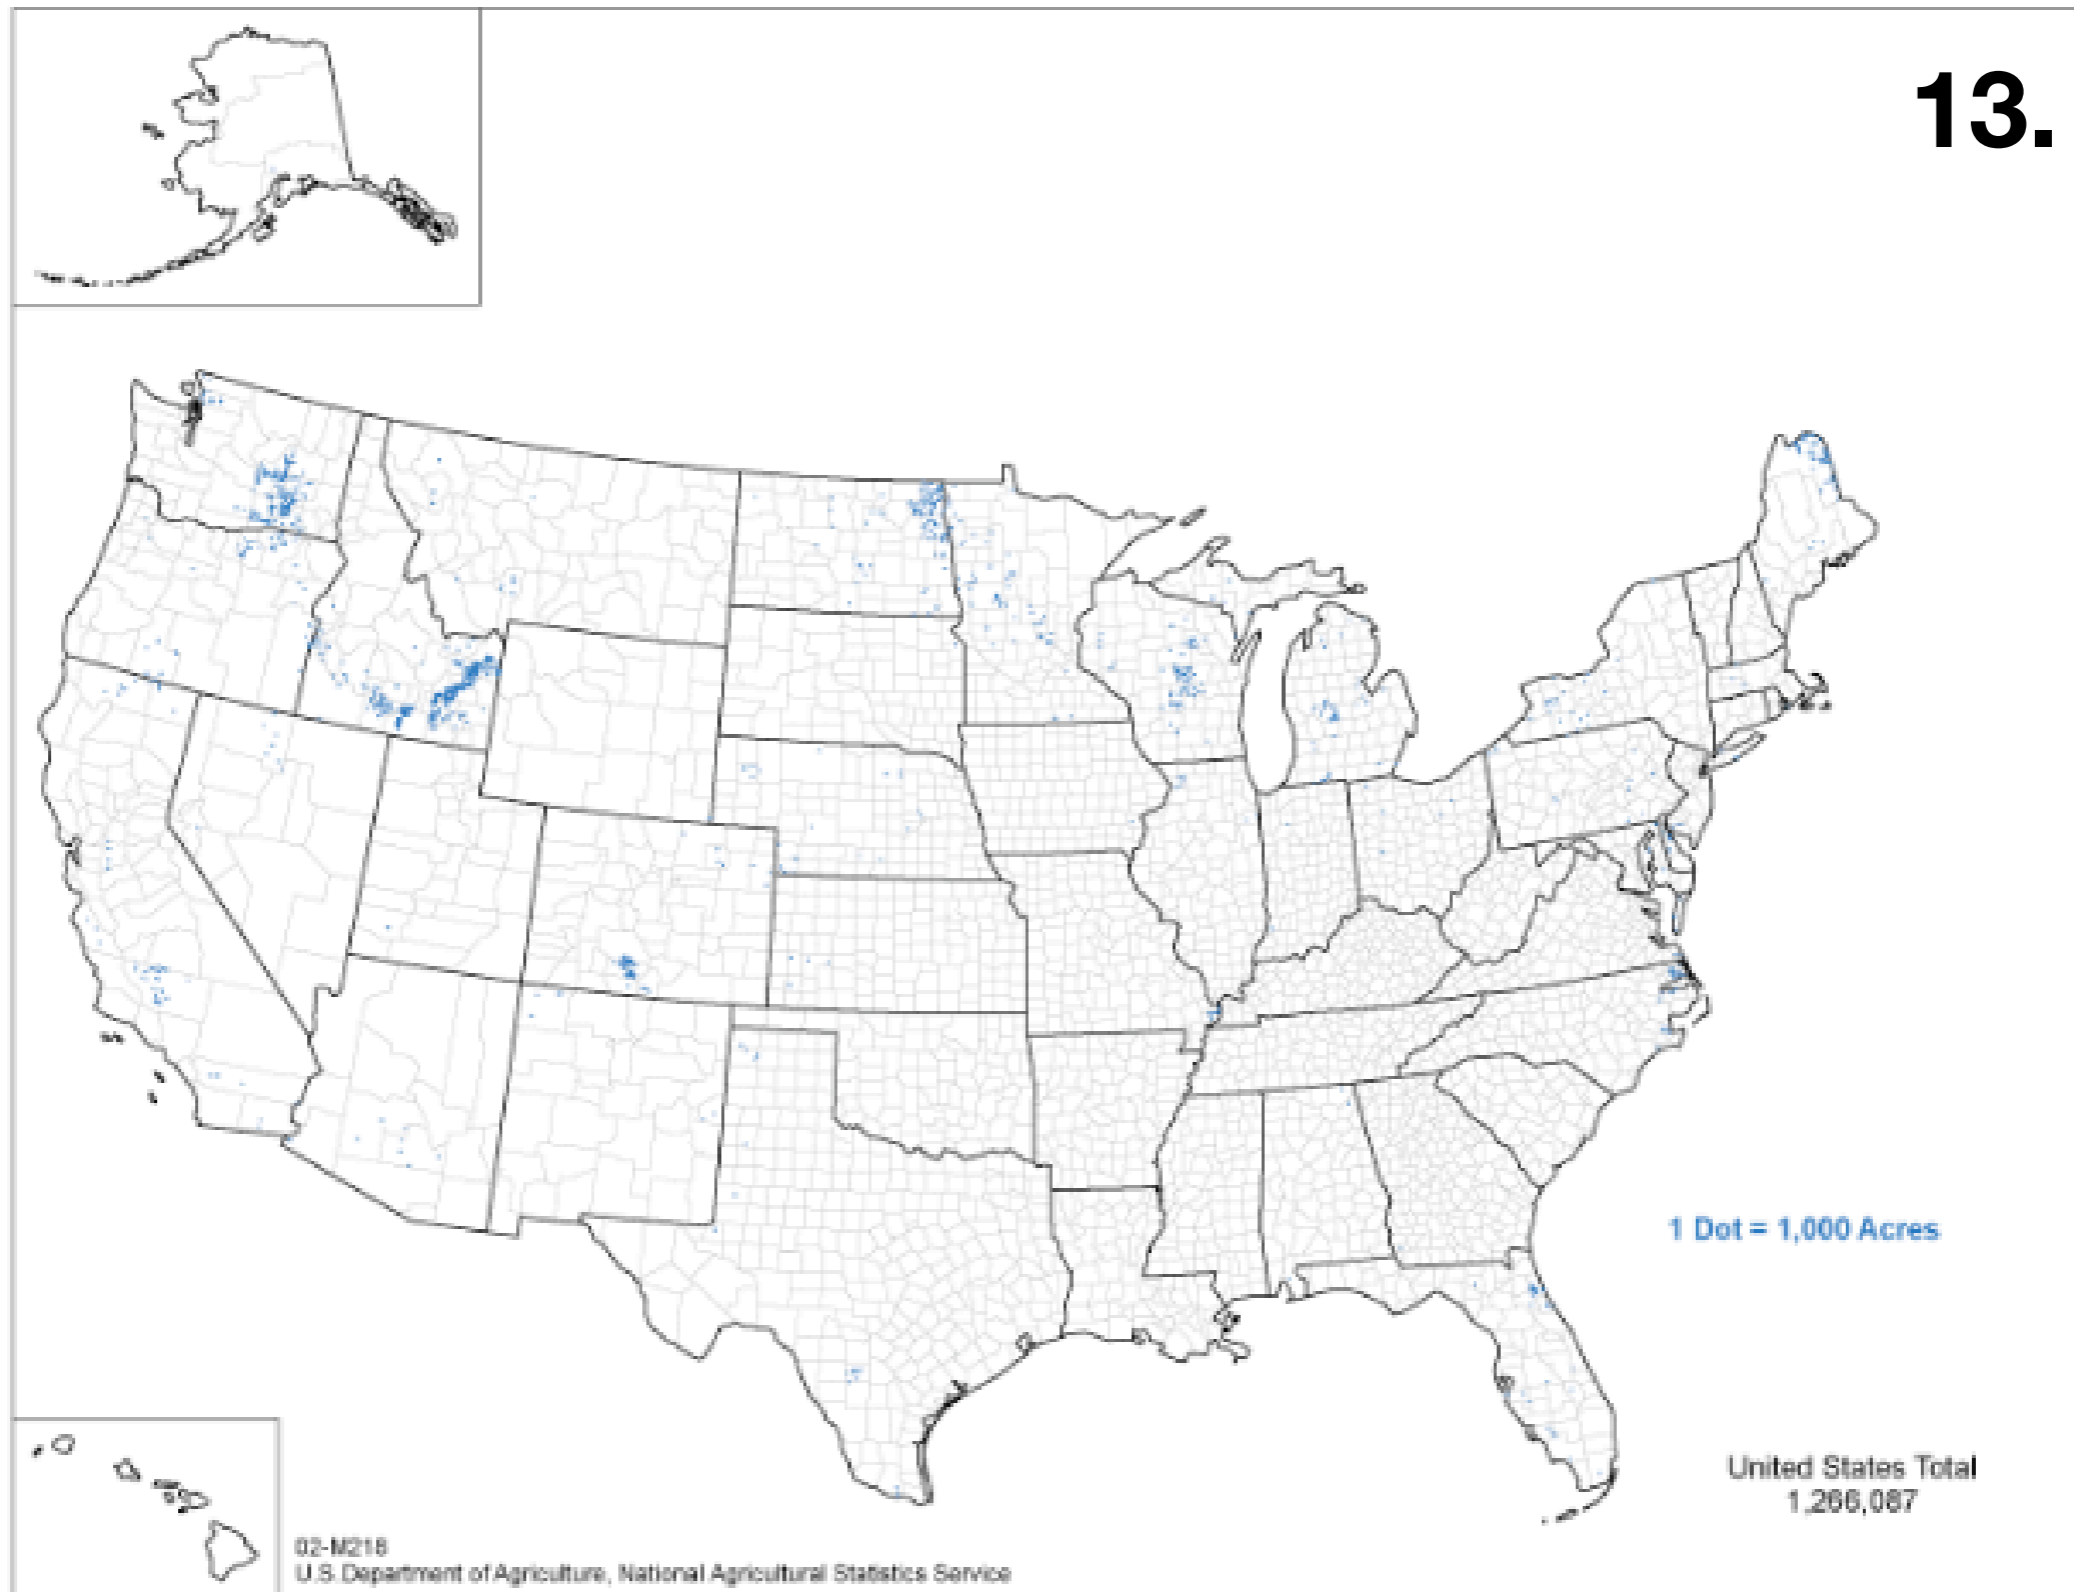 13.
1 Dot = 1,000 Acres
United States Total
1,266,087
02-M218
U.S. Department of Agriculture, National Agricultural Statistics Service